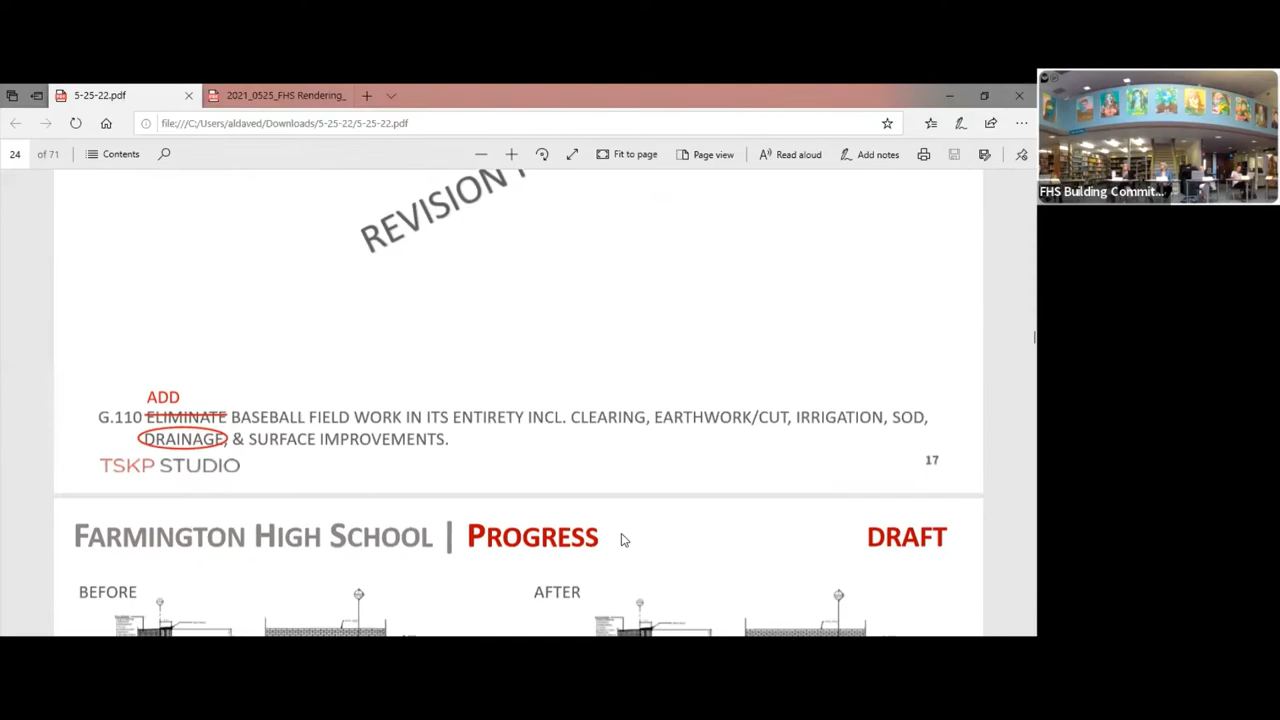 5-25-22.pdf
2021_0525_FHS Rendering_
file:///C:/Users/aldaved/Downloads/5-25-22/5-25-22.pdf
24 of 71
Contents
Fit to page
Page view
Read aloud
Add notes
FHS Building Commit...
REVISION
ADD
G.110 ELIMINATE BASEBALL FIELD WORK IN ITS ENTIRETY INCL. CLEARING, EARTHWORK/CUT, IRRIGATION, SOD,
DRAINAGE, & SURFACE IMPROVEMENTS.
TSKP STUDIO
17
FARMINGTON HIGH SCHOOL | PROGRESS
DRAFT
BEFORE
AFTER